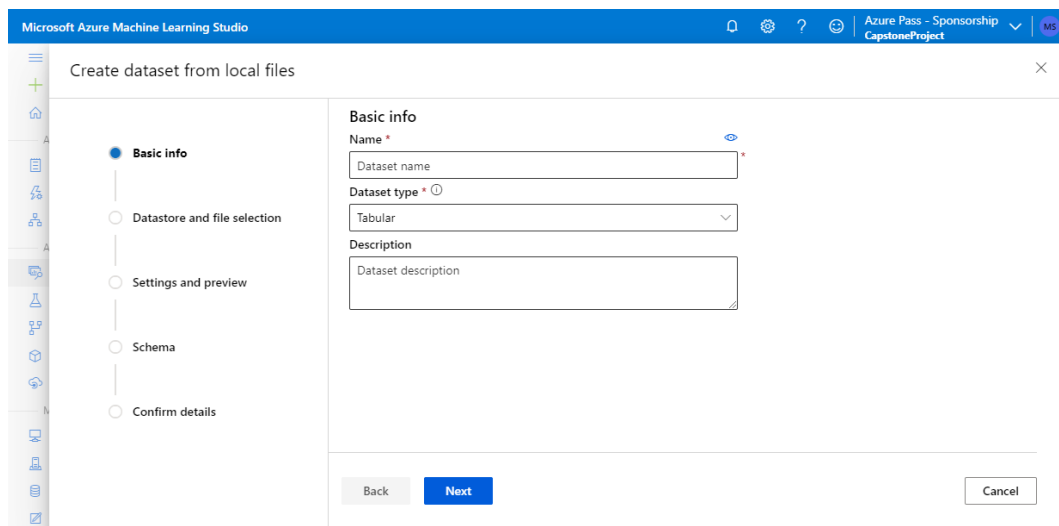 Microsoft Azure Machine Learning Studio
Azure Pass - Sponsorship
CapstoneProject
MS
Create dataset from local files
Basic info
Datastore and file selection
Settings and preview
Schema
Confirm details
Basic info
Name *
*
Dataset name
Dataset type *
Tabular
Description
Dataset description
Back
Next
Cancel